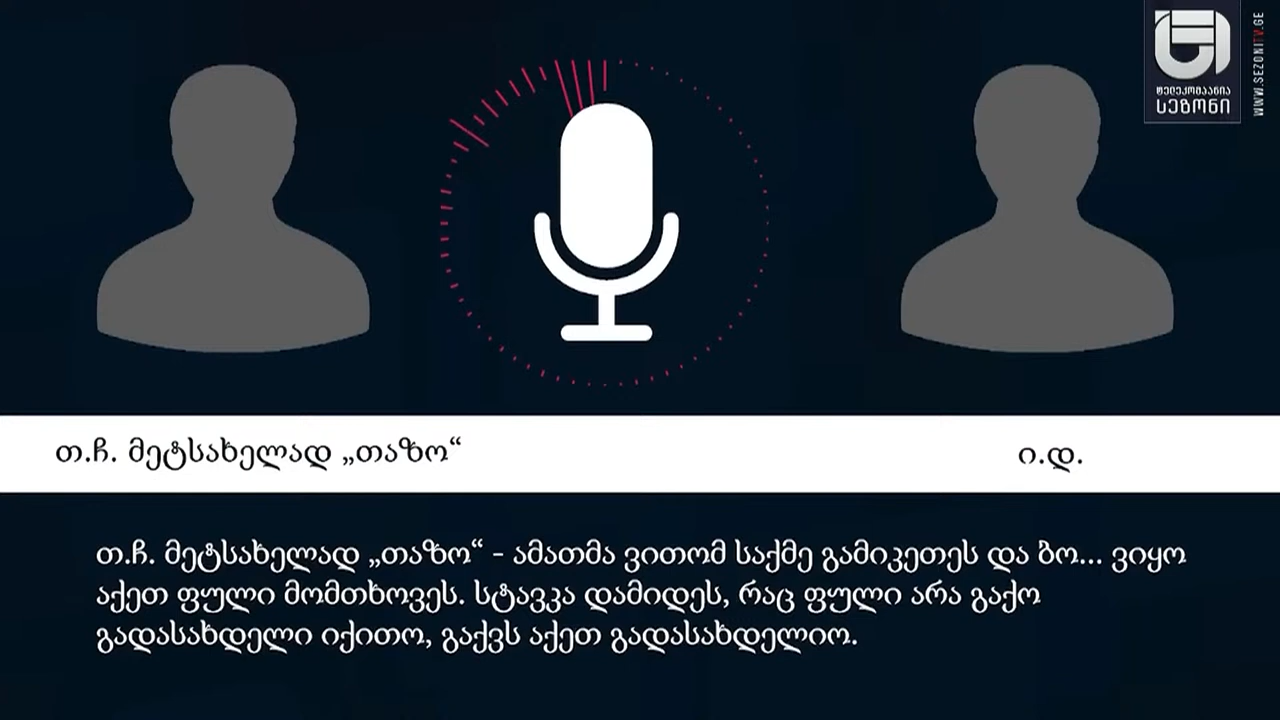 ტელეკომპანია
სეზონი
WWW.SEZONITV.GE
თ.ჩ. მეტსახელად „თაზო“
ი.დ.
თ.ჩ. მეტსახელად „თაზო“ - ამათმა ვითომ საქმე გამიკეთეს და ბო... ვიყო
აქეთ ფული მომთხოვეს. სტავკა დამიდეს, რაც ფული არა გაქო
გადასახდელი იქითო, გაქვს აქეთ გადასახდელიო.